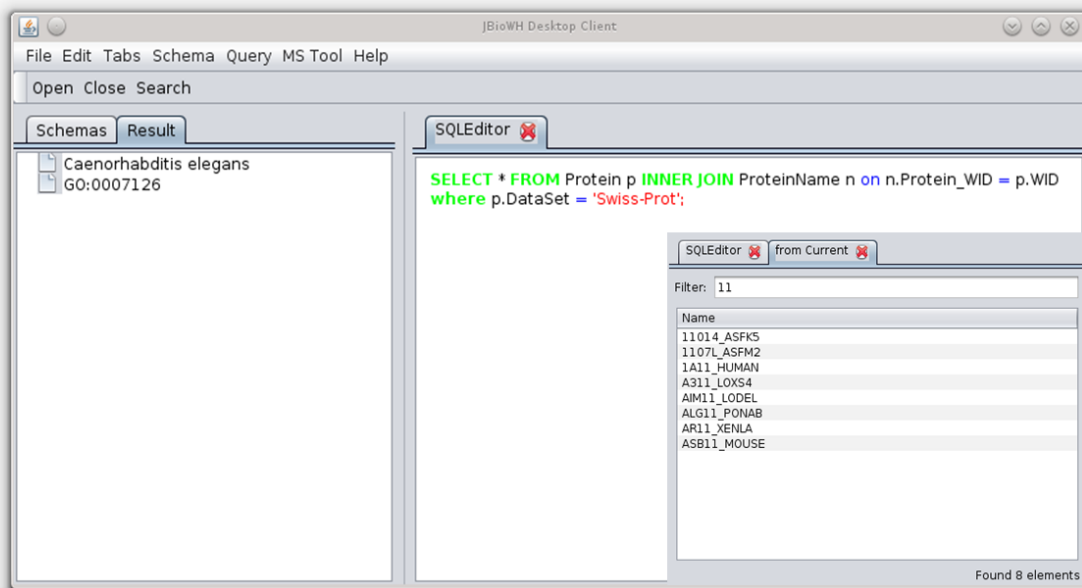 JBioWH Desktop Client
File Edit Tabs Schema Query MS Tool Help
Open Close Search
Schemas Result
Caenorhabditis elegans
GO:0007126
SQLEditor
SELECT * FROM Protein p INNER JOIN ProteinName n on n.Protein_WID = p.WID
where p.DataSet = 'Swiss-Prot';
SQLEditor from Current
Filter: 11
Name
11014_ASFK5
1107L_ASFM2
1A11_HUMAN
A311_LOXS4
AIM11_LODEL
ALG11_PONAB
AR11_XENLA
ASB11_MOUSE
Found 8 elements